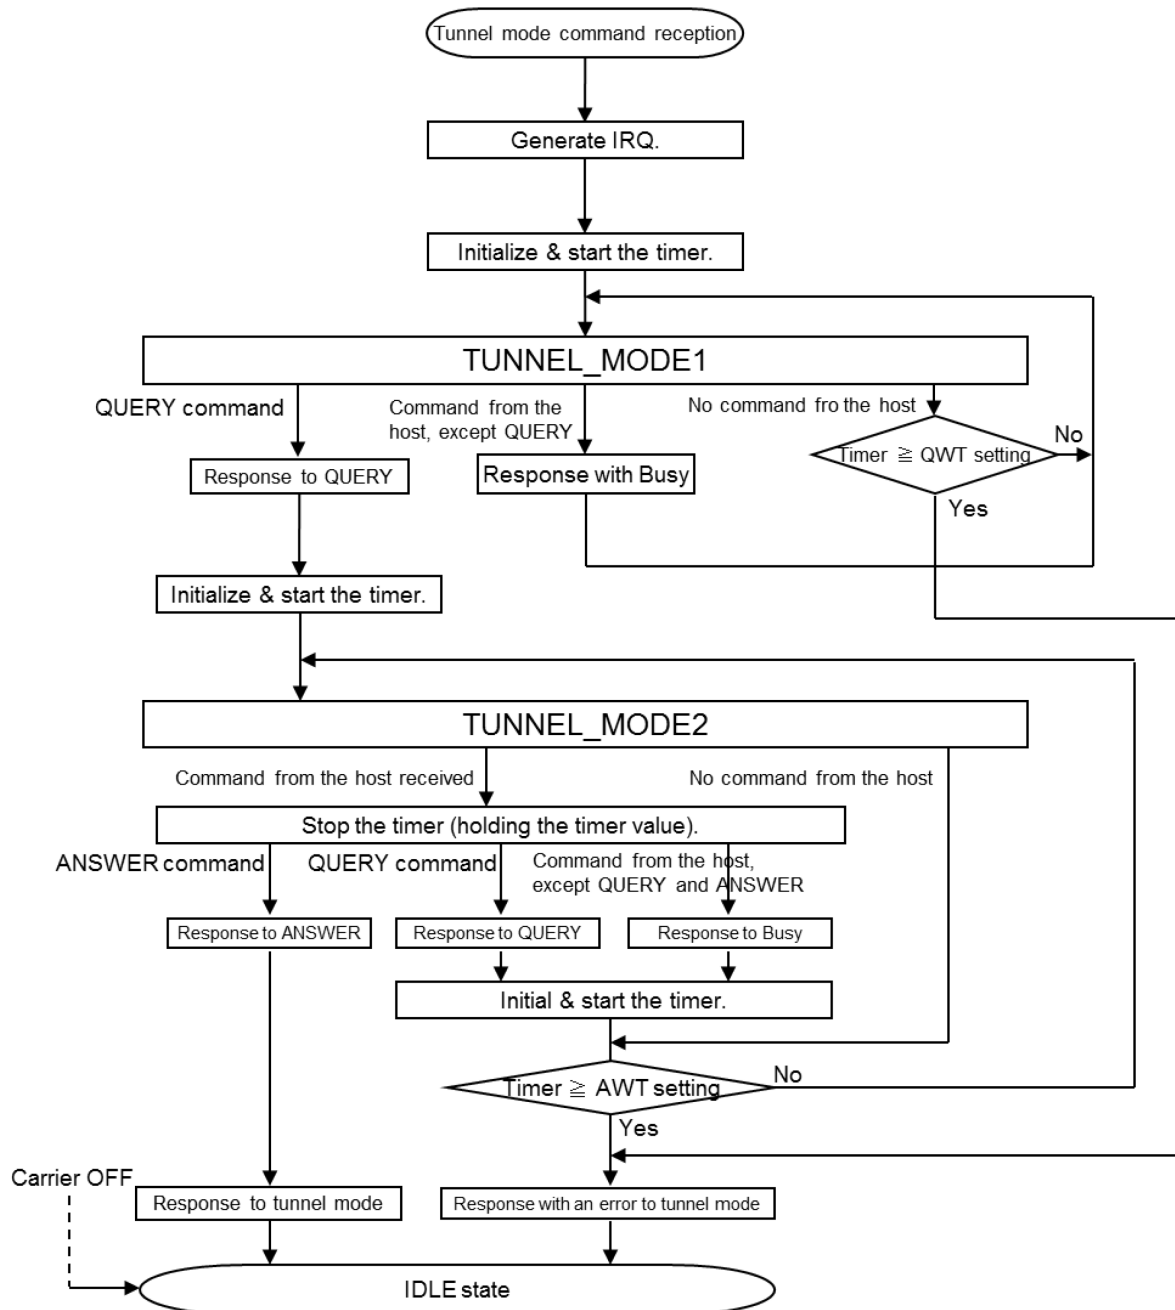 Tunnel mode command reception
Generate IRQ.
Initialize & start the timer.
TUNNEL_MODE1
QUERY command
Command from the
host, except QUERY
No command fro the host
Timer ≧ QWT setting
No
Yes
Response to QUERY
Response with Busy
Initialize & start the timer.
TUNNEL_MODE2
Command from the host received
No command from the host
Stop the timer (holding the timer value).
ANSWER command
QUERY command
Command from the host,
except QUERY and ANSWER
Response to ANSWER
Response to QUERY
Response to Busy
Initial & start the timer.
Timer ≧ AWT setting
No
Yes
Carrier OFF
Response to tunnel mode
Response with an error to tunnel mode
IDLE state